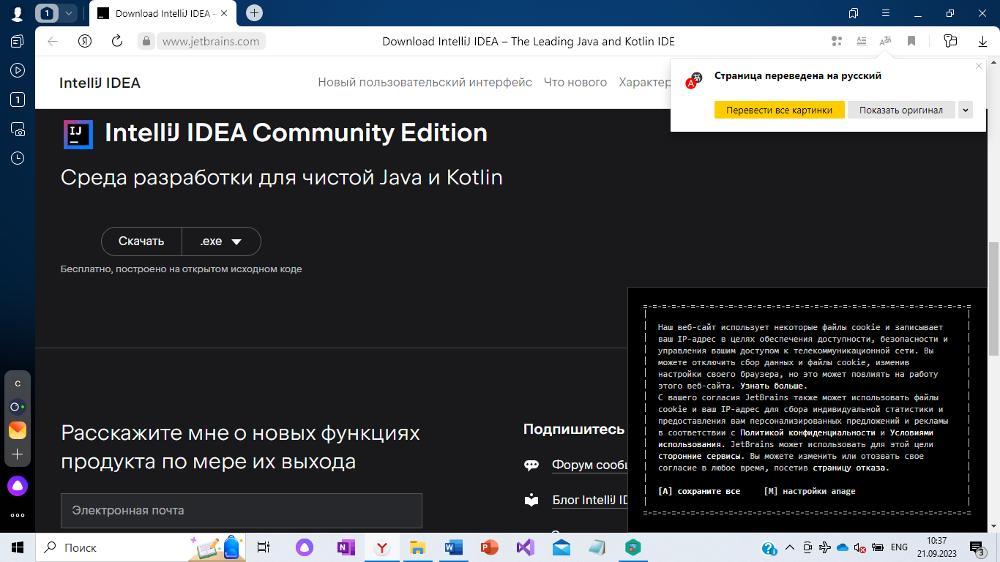 1
Download IntelliJ IDEA –
www.jetbrains.com
Download IntelliJ IDEA – The Leading Java and Kotlin IDE
Страница переведена на русский
Перевести все картинки
Показать оригинал
IntelliJ IDEA
Новый пользовательский интерфейс
Что нового
Характер
1
IJ
IntelliJ IDEA Community Edition
Среда разработки для чистой Java и Kotlin
Скачать
.exe
Бесплатно, построено на открытом исходном коде
Наш веб-сайт использует некоторые файлы cookie и записывает
ваш IP-адрес в целях обеспечения доступности, безопасности и
управления вашим доступом к телекоммуникационной сети. Вы
можете отключить сбор данных и файлы cookie, изменив
настройки своего браузера, но это может повлиять на работу
этого веб-сайта. Узнать больше.
С вашего согласия JetBrains также может использовать файлы
cookie и ваш IP-адрес для сбора индивидуальной статистики и
предоставления вам персонализированных предложений и рекламы
в соответствии с Политикой конфиденциальности и Условиями
использования. JetBrains может использовать для этой цели
сторонние сервисы. Вы можете изменить или отозвать свое
согласие в любое время, посетив страницу отказа.
[A] сохраните все
[M] настройки anage
c
Расскажите мне о новых функциях
продукта по мере их выхода
Электронная почта
Подпишитесь
Форум сообщ
Блог IntelliJ ID
Поиск
ENG
10:37
21.09.2023
3